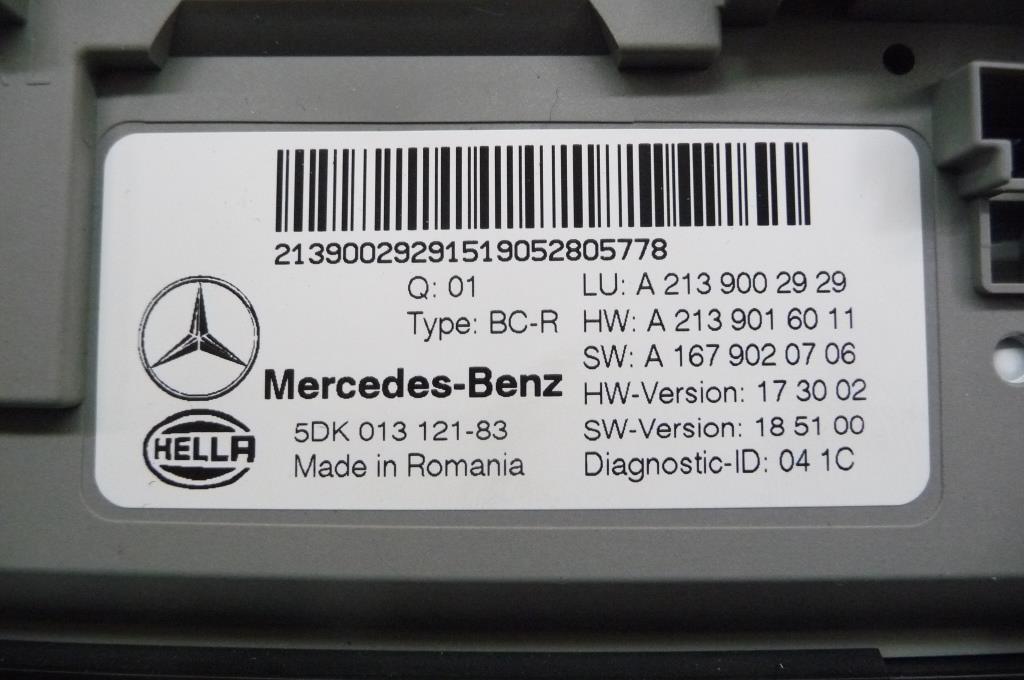 21390029291519052805778
Q: 01
LU: A 213 900 29 29
Type: BC-R
HW: A 213 901 60 11
SW: A 167 902 07 06
Mercedes-Benz
HW-Version: 17 30 02
5DK 013 121-83
SW-Version: 18 51 00
HELLA
Made in Romania
Diagnostic-ID: 04 1C